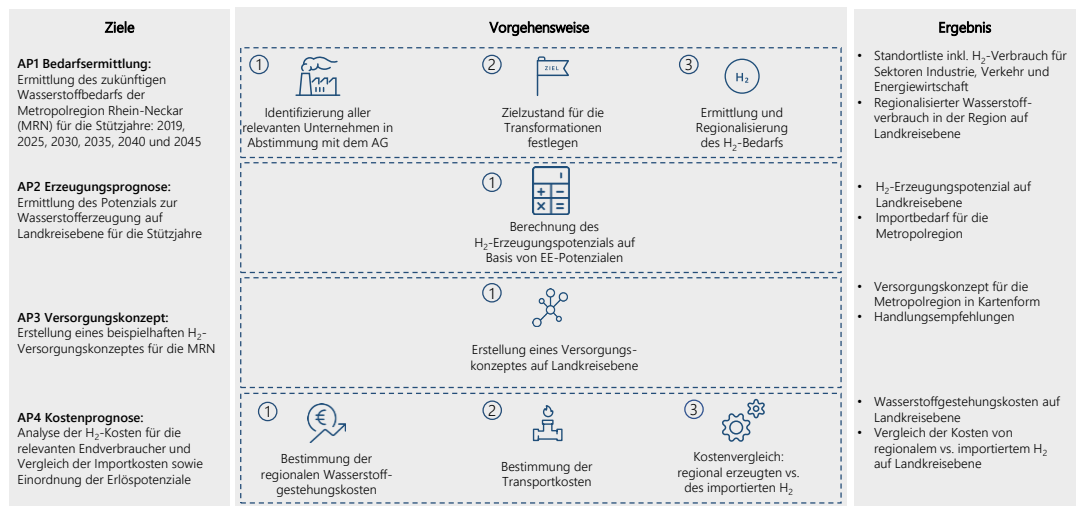 Ziele
Vorgehensweise
Ergebnis
AP1 Bedarfsermittlung:
Ermittlung des zukünftigen
Wasserstoffbedarfs der
Metropolregion Rhein-Neckar
(MRN) für die Stützjahre: 2019,
2025, 2030, 2035, 2040 und 2045
1
Identifizierung aller
relevanten Unternehmen in
Abstimmung mit dem AG
2
ZIEL
Zielzustand für die
Transformationen
festlegen
3
H₂
Ermittlung und
Regionalisierung
des H₂-Bedarfs
• Standortliste inkl. H₂-Verbrauch für
Sektoren Industrie, Verkehr und
Energiewirtschaft
• Regionalisierter Wasserstoff-
verbrauch in der Region auf
Landkreisebene
AP2 Erzeugungsprognose:
Ermittlung des Potenzials zur
Wasserstofferzeugung auf
Landkreisebene für die Stützjahre
1
Berechnung des
H₂-Erzeugungspotenzials auf
Basis von EE-Potenzialen
• H₂-Erzeugungspotenzial auf
Landkreisebene
• Importbedarf für die
Metropolregion
AP3 Versorgungskonzept:
Erstellung eines beispielhaften H₂-
Versorgungskonzeptes für die MRN
1
Erstellung eines Versorgungs-
konzeptes auf Landkreisebene
• Versorgungskonzept für die
Metropolregion in Kartenform
• Handlungsempfehlungen
AP4 Kostenprognose:
Analyse der H₂-Kosten für die
relevanten Endverbraucher und
Vergleich der Importkosten sowie
Einordnung der Erlöspotenziale
1
€
Bestimmung der
regionalen Wasserstoff-
gestehungskosten
2
Bestimmung der
Transportkosten
3
Kostenvergleich:
regional erzeugten vs.
des importierten H₂
• Wasserstoffgestehungskosten auf
Landkreisebene
• Vergleich der Kosten von
regionalem vs. importiertem H₂
auf Landkreisebene